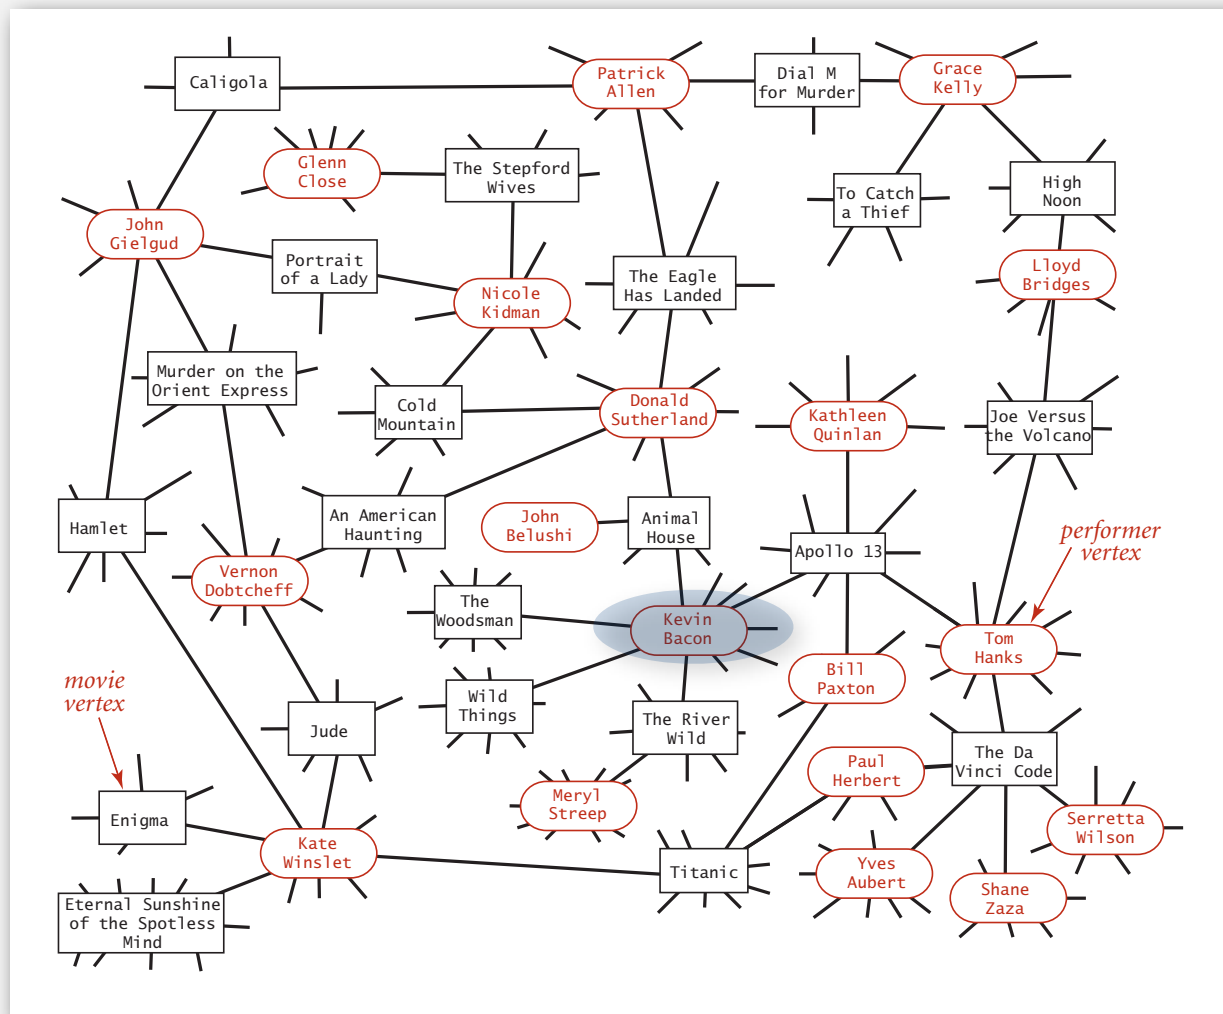 Caligola
Patrick
Allen
Dial M
for Murder
Grace
Kelly
Glenn
Close
The Stepford
Wives
To Catch
a Thief
High
Noon
John
Gielgud
Portrait
of a Lady
Nicole
Kidman
The Eagle
Has Landed
Lloyd
Bridges
Murder on the
Orient Express
Cold
Mountain
Donald
Sutherland
Kathleen
Quinlan
Joe Versus
the Volcano
Hamlet
An American
Haunting
John
Belushi
Animal
House
Apollo 13
performer
vertex
Vernon
Dobtcheff
The
Woodsman
Kevin
Bacon
Tom
Hanks
movie
vertex
Wild
Things
Bill
Paxton
Jude
The River
Wild
The Da
Vinci Code
Paul
Herbert
Enigma
Meryl
Streep
Serretta
Wilson
Kate
Winslet
Titanic
Yves
Aubert
Shane
Zaza
Eternal Sunshine
of the Spotless
Mind